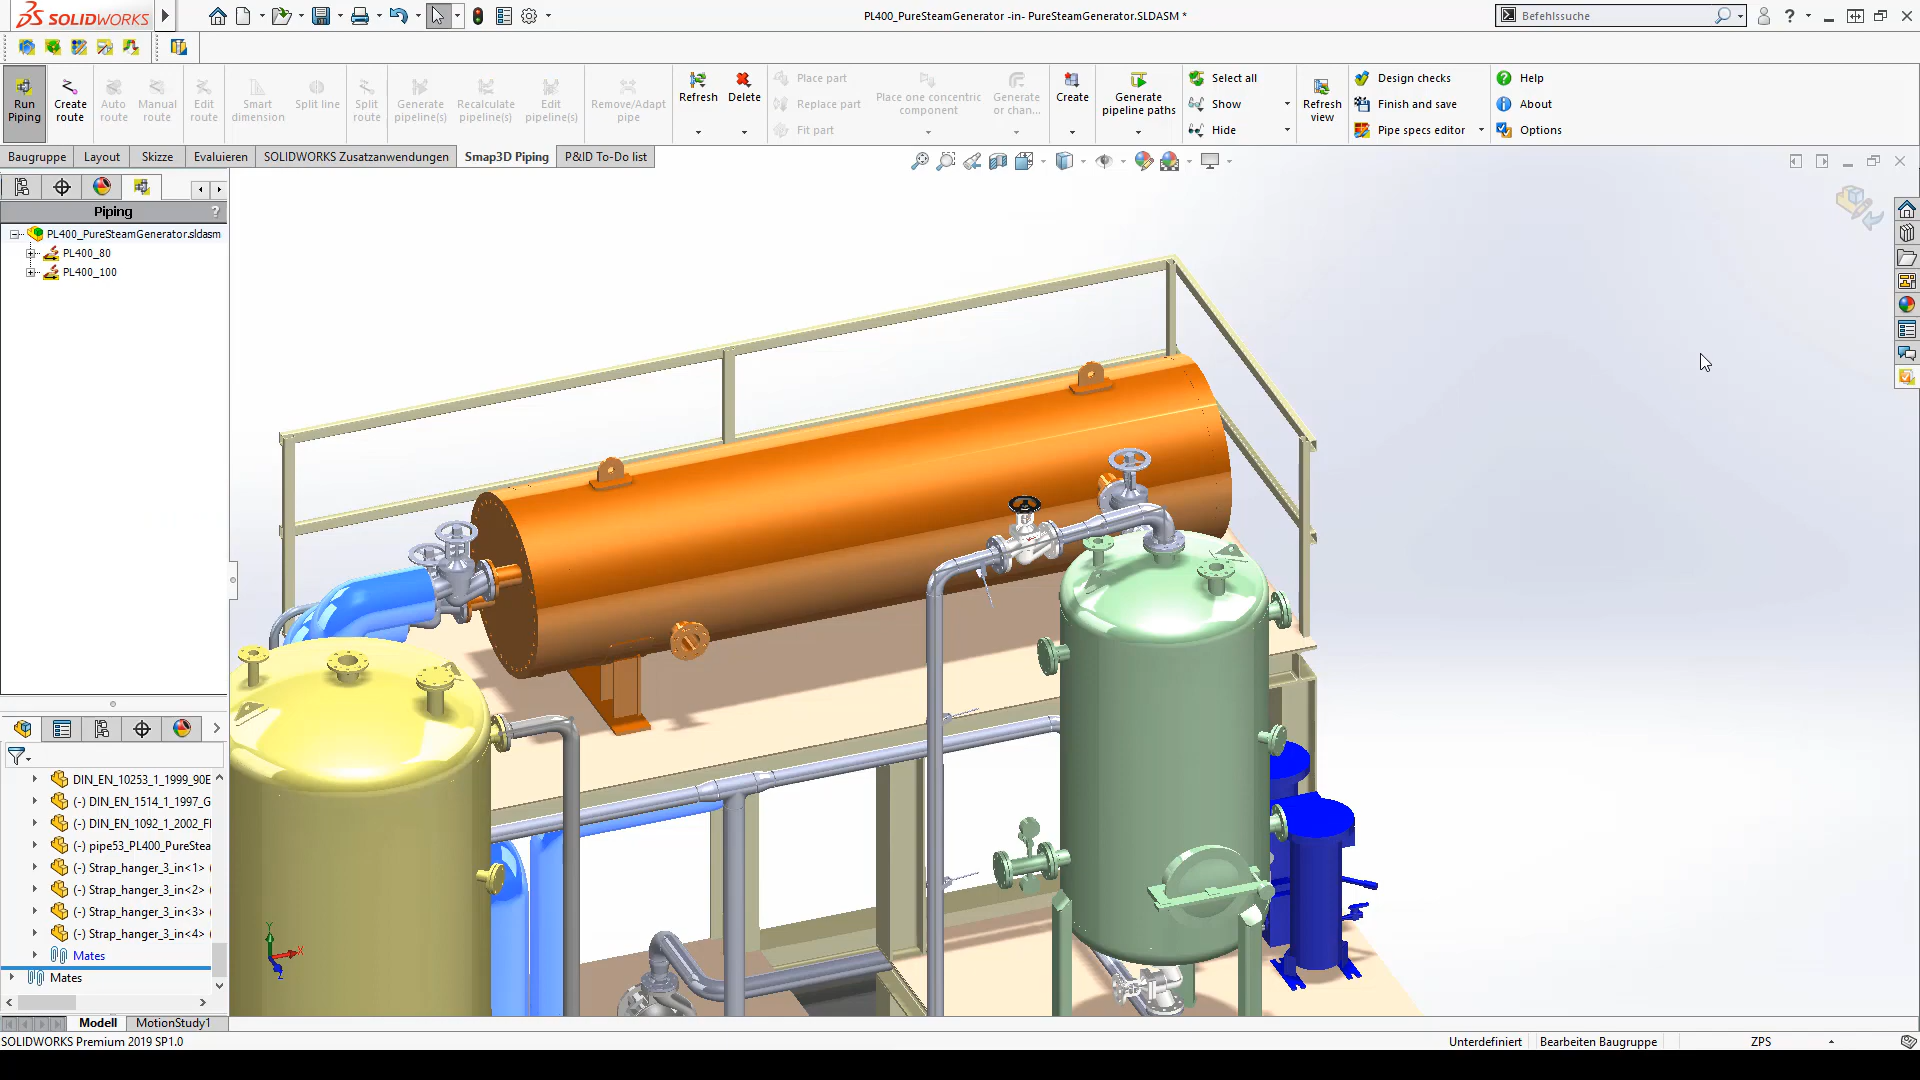 SOLIDWORKS
PL400_PureSteamGenerator -in- PureSteamGenerator.SLDASM *
Befehlssuche
Run Piping
Create route
Auto route
Manual route
Edit route
Smart dimension
Split line
Split route
Generate pipeline(s)
Recalculate pipeline(s)
Edit pipeline(s)
Remove/Adapt pipe
Refresh
Delete
Place part
Replace part
Fit part
Place one concentric component
Generate or chan...
Create
Generate pipeline paths
Select all
Show
Hide
Refresh view
Design checks
Finish and save
Pipe specs editor
Help
About
Options
Baugruppe
Layout
Skizze
Evaluieren
SOLIDWORKS Zusatzanwendungen
Smap3D Piping
P&ID To-Do list
Piping
?
PL400_PureSteamGenerator.sldasm
PL400_80
PL400_100
DIN_EN_10253_1_1999_90E
(-) DIN_EN_1514_1_1997_G
(-) DIN_EN_1092_1_2002_Fl
(-) pipe53_PL400_PureStea
(-) Strap_hanger_3_in<1> (
(-) Strap_hanger_3_in<2> (
(-) Strap_hanger_3_in<3> (
(-) Strap_hanger_3_in<4> (
Mates
Mates
Y
X
Z
Modell
MotionStudy1
SOLIDWORKS Premium 2019 SP1.0
Unterdefiniert
Bearbeiten Baugruppe
ZPS